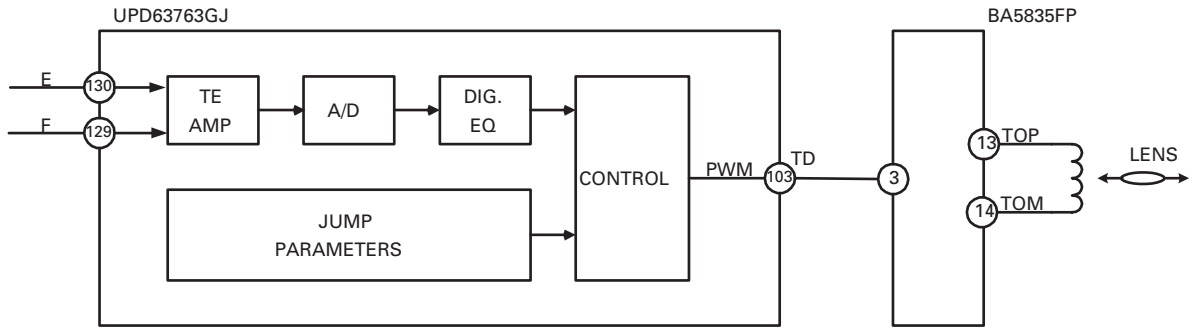 UPD63763GJ
BA5835FP
E
130
F
129
TE
AMP
A/D
DIG.
EQ
CONTROL
JUMP
PARAMETERS
PWM
103
TD
3
13
TOP
14
TOM
LENS